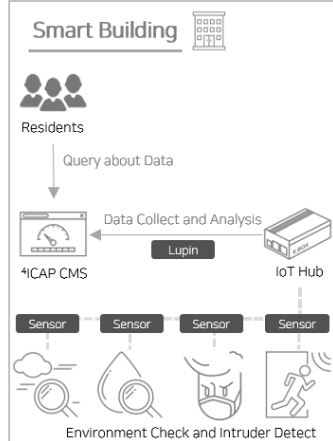 Smart Building
Residents
Query about Data
Data Collect and Analysis
Lupin
⁴ICAP CMS
IoT Hub
Sensor
Sensor
Sensor
Sensor
Environment Check and Intruder Detect